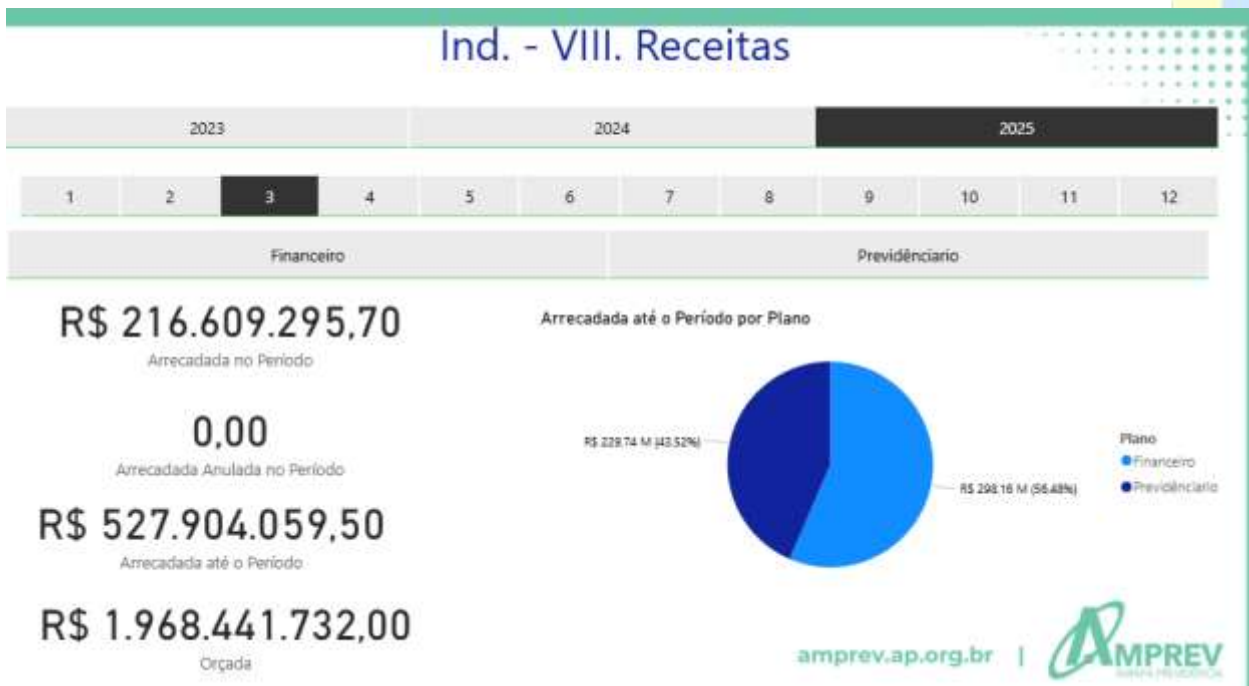 Ind. - VIII. Receitas
2023 2024 2025
1 2 3 4 5 6 7 8 9 10 11 12
Financeiro Previdênciario
R$ 216.609.295,70
Arrecadada no Período
0,00
Arrecadada Anulada no Período
R$ 527.904.059,50
Arrecadada até o Período
R$ 1.968.441.732,00
Orçada
Arrecadada até o Período por Plano
R$ 229.74 M (43.52%)
R$ 298.16 M (56.48%)
Plano
Financeiro
Previdênciario
amprev.ap.org.br |
AMPREV
AMAPÁ PREVIDÊNCIA